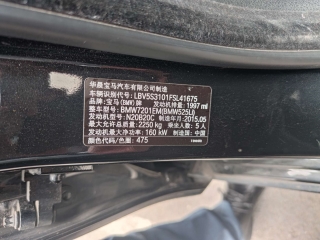 华晨宝马汽车有限公司制造
车辆识别代号: LBV5S3101FSL41675
品牌: 宝马 (BMW) 牌 发动机排量: 1997 ml
型号: BMW7201EM(BMW525Li)
发动机型号: N20B20C 制造年月: 2015.05
最大允许总质量: 2250 kg 乘坐人数: 5 人
发动机最大净功率: 160 kW 制造国: 中国
颜色代码/色圈: 475